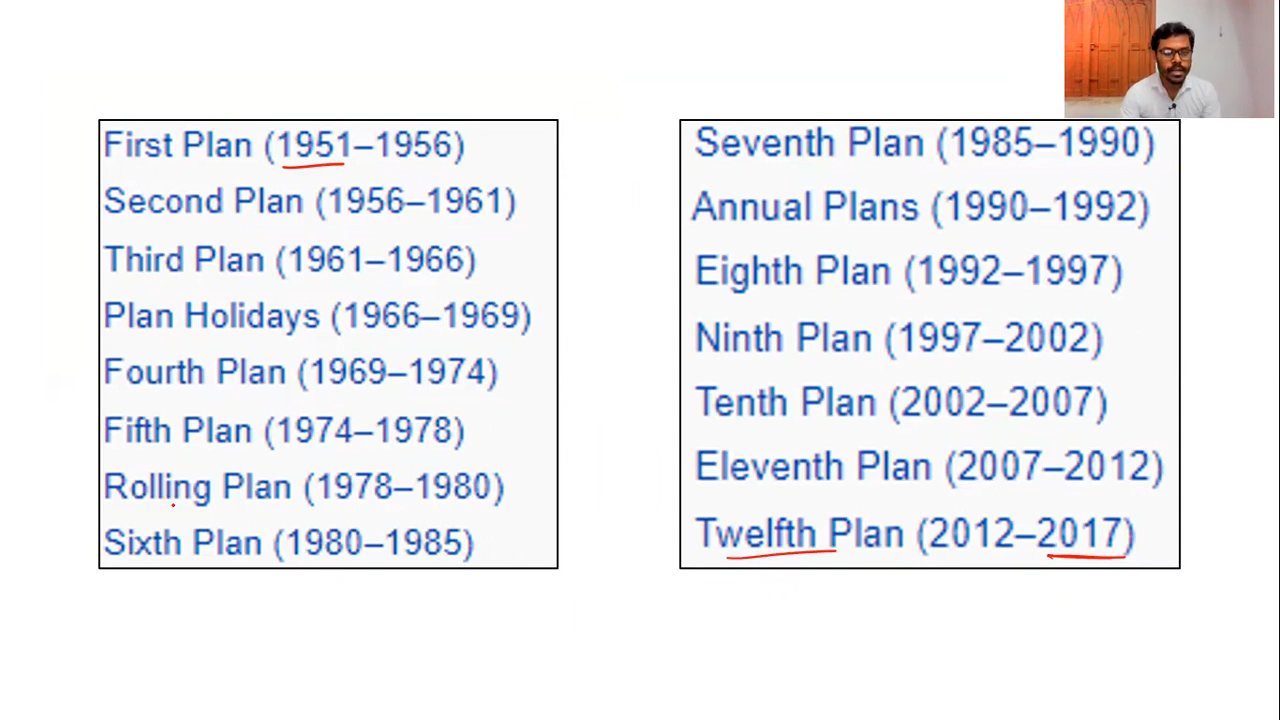 First Plan (1951–1956)
Second Plan (1956–1961)
Third Plan (1961–1966)
Plan Holidays (1966–1969)
Fourth Plan (1969–1974)
Fifth Plan (1974–1978)
Rolling Plan (1978–1980)
Sixth Plan (1980–1985)
Seventh Plan (1985–1990)
Annual Plans (1990–1992)
Eighth Plan (1992–1997)
Ninth Plan (1997–2002)
Tenth Plan (2002–2007)
Eleventh Plan (2007–2012)
Twelfth Plan (2012–2017)